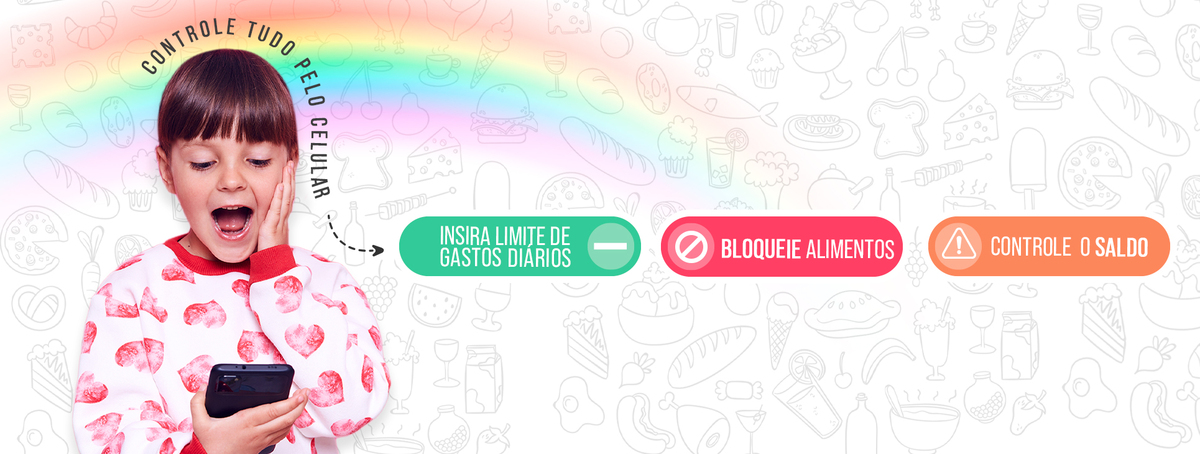 CONTROLE TUDO PELO CELULAR
INSIRA LIMITE DE
GASTOS DIÁRIOS
BLOQUEIE ALIMENTOS
CONTROLE O SALDO